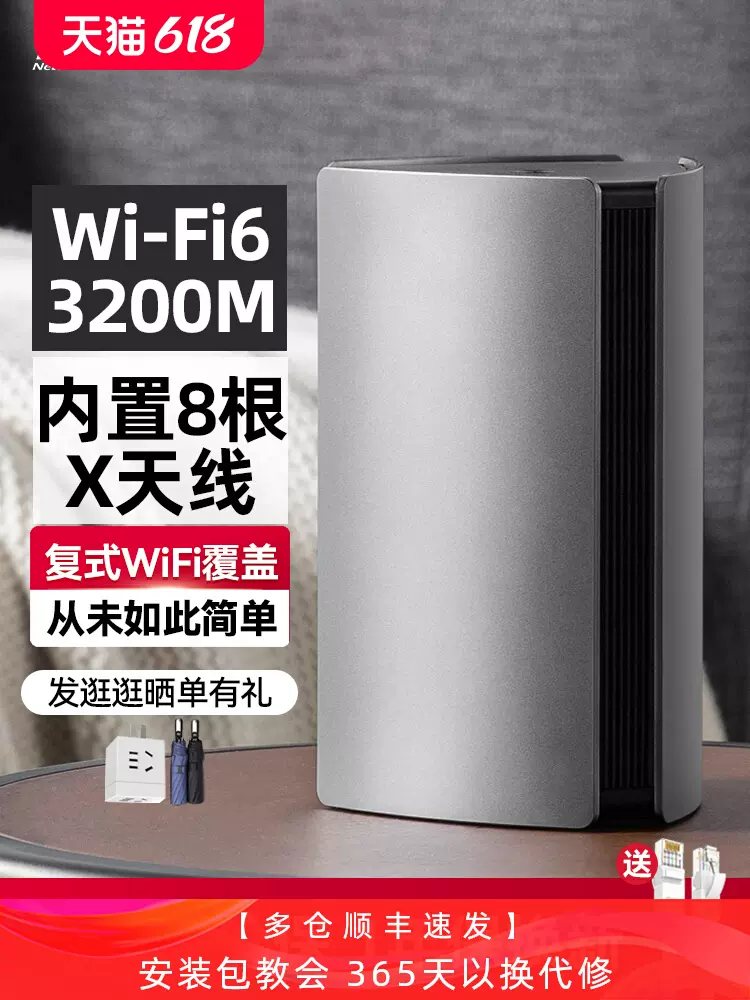 天猫618
Wi-Fi6
3200M
内置8根
X天线
复式WiFi覆盖
从未如此简单
发逛逛晒单有礼
送
【多仓顺丰速发】
安装包教会 365天以换代修